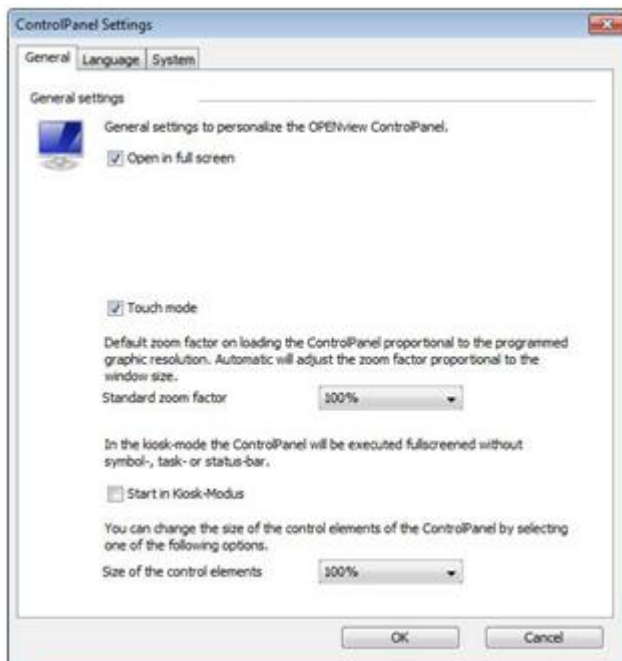 ControlPanel Settings
General Language System
General settings
General settings to personalize the OPENview ControlPanel.
Open in full screen
Touch mode
Default zoom factor on loading the ControlPanel proportional to the programmed
graphic resolution. Automatic will adjust the zoom factor proportional to the
window size.
Standard zoom factor 100%
In the kiosk-mode the ControlPanel will be executed fullscreened without
symbol-, task- or status-bar.
Start in Kiosk-Modus
You can change the size of the control elements of the ControlPanel by selecting
one of the following options.
Size of the control elements 100%
OK Cancel